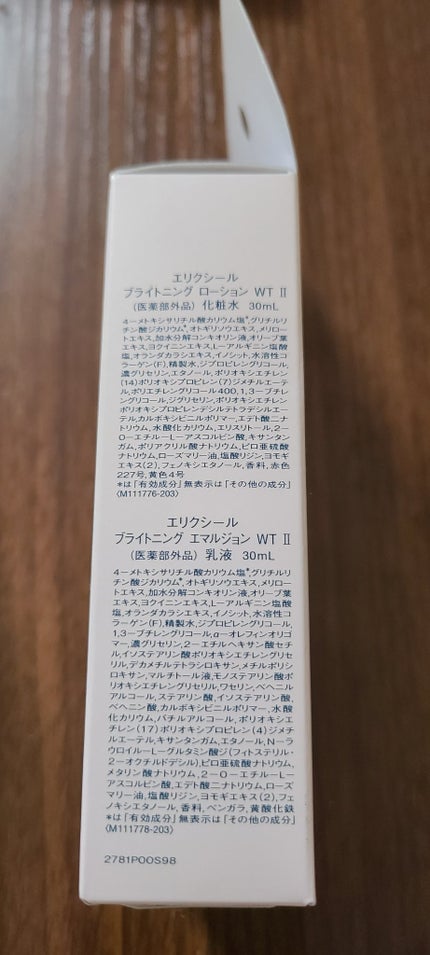 エリクシール
ブライトニング ローション WT Ⅱ
(医薬部外品) 化粧水 30mL
4-メトキシサリチル酸カリウム塩*,グリチルリ
チン酸ジカリウム*,オトギリソウエキス,メリロー
トエキス,加水分解コンキオリン液,オリーブ葉
エキス,ヨクイニンエキス,L-アルギニン塩酸
塩,オランダカラシエキス,イノシット,水溶性コ
ラーゲン(F),精製水,ジプロピレングリコール,
濃グリセリン,エタノール,ポリオキシエチレン
(14)ポリオキシプロピレン(7)ジメチルエーテ
ル,ポリエチレングリコール400,1,3-ブチレ
ングリコール,ジグリセリン,ポリオキシエチレン
ポリオキシプロピレンデシルテトラデシルエー
テル,カルボキシビニルポリマー,エデト酸二ナ
トリウム,水酸化カリウム,エリスリトール,2-
O-エチル-L-アスコルビン酸,キサンタンガ
ム,ポリアクリル酸ナトリウム,ピロ亜硫酸
ナトリウム,ローズマリー油,塩酸リジン,ヨモギ
エキス(2),フェノキシエタノール,香料,赤色
227号,黄色4号
*は「有効成分」無表示は「その他の成分」
(M111776-203)
エリクシール
ブライトニング エマルジョン WT Ⅱ
(医薬部外品) 乳液 30mL
4-メトキシサリチル酸カリウム塩*,グリチルリ
チン酸ジカリウム*,オトギリソウエキス,メリロー
トエキス,加水分解コンキオリン液,オリーブ葉
エキス,ヨクイニンエキス,L-アルギニン塩酸
塩,オランダカラシエキス,イノシット,水溶性コ
ラーゲン(F),精製水,ジプロピレングリコール,
1,3-ブチレングリコール,α-オレフィンオリゴ
マー,濃グリセリン,2-エチルヘキサン酸セチ
ル,イソステアリン酸ポリオキシエチレングリセ
リル,デカメチルテトラシロキサン,メチルポリシ
ロキサン,マルチトール液,モノステアリン酸ポ
リオキシエチレングリセリル,ワセリン,ベヘニル
アルコール,ステアリン酸,イソステアリン酸,
ベヘニン酸,カルボキシビニルポリマー,水酸
化カリウム,バチルアルコール,ポリオキシエ
チレン(17)ポリオキシプロピレン(4)ジメチ
ルエーテル,キサンタンガム,エタノール,N-ラ
ウロイル-L-グルタミン酸ジ(フィトステリル・
2-オクチルドデシル),ピロ亜硫酸ナトリウム,
メタリン酸ナトリウム,2-O-エチル-L-
アスコルビン酸,エデト酸二ナトリウム,ローズ
マリー油,塩酸リジン,ヨモギエキス(2),フェ
ノキシエタノール,香料,ベンガラ,黄酸化鉄
*は「有効成分」無表示は「その他の成分」
(M111778-203)
2781P00S98